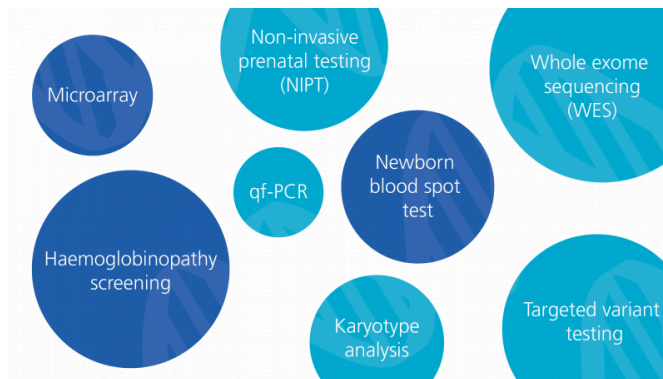 Microarray
Non-invasive
prenatal testing
(NIPT)
Whole exome
sequencing
(WES)
Haemoglobinopathy
screening
qf-PCR
Newborn
blood spot
test
Karyotype
analysis
Targeted variant
testing